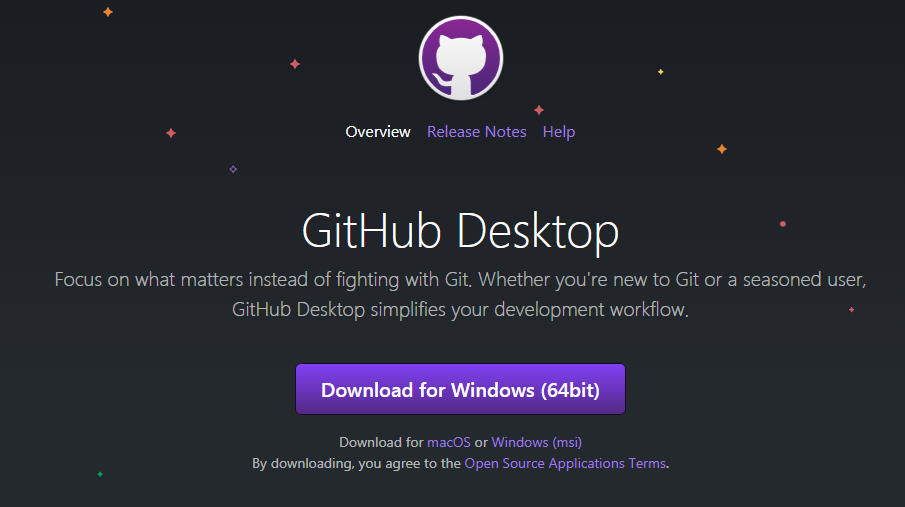 Overview Release Notes Help
GitHub Desktop
Focus on what matters instead of fighting with Git. Whether you're new to Git or a seasoned user,
GitHub Desktop simplifies your development workflow.
Download for Windows (64bit)
Download for macOS or Windows (msi)
By downloading, you agree to the Open Source Applications Terms.